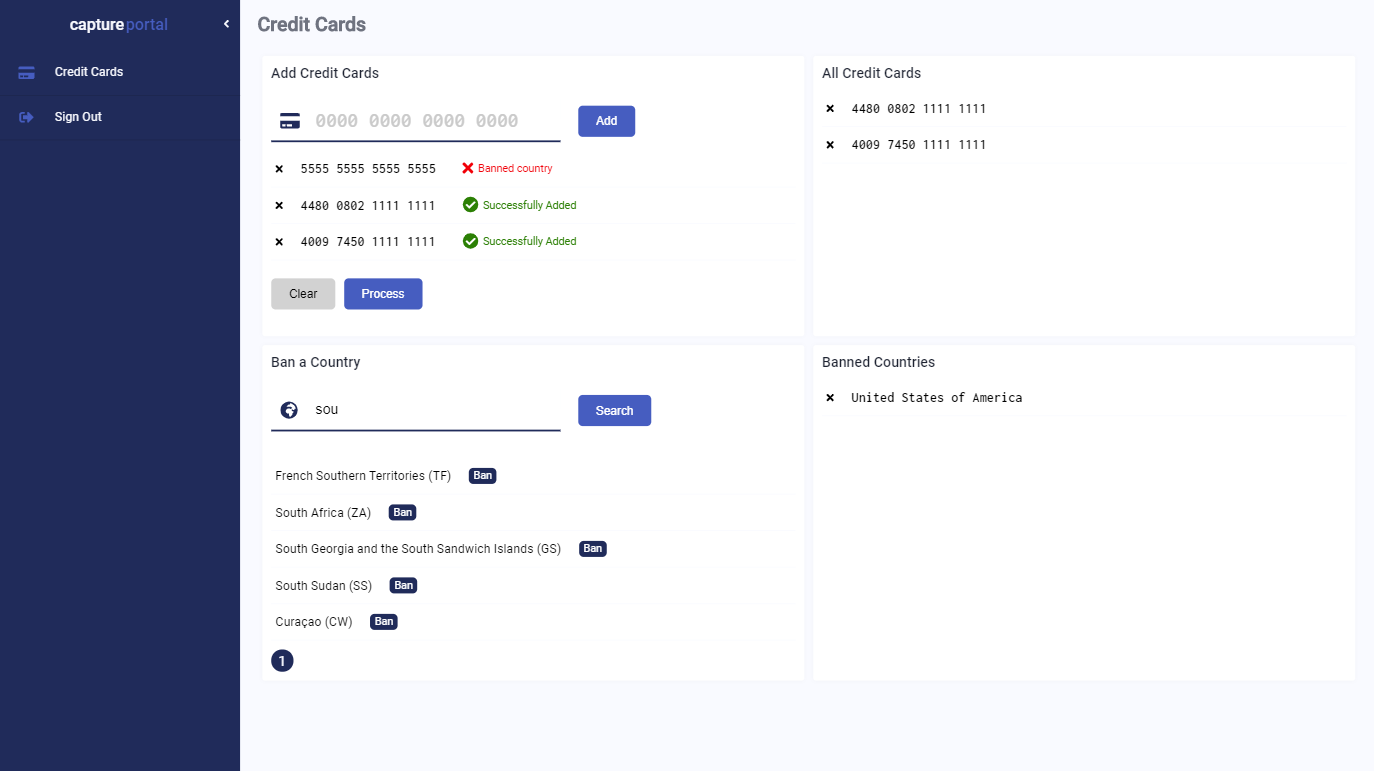 captureportal
Credit Cards
Sign Out
Credit Cards
Add Credit Cards
0000 0000 0000 0000
Add
5555 5555 5555 5555 Banned country
4480 0802 1111 1111 Successfully Added
4009 7450 1111 1111 Successfully Added
Clear Process
All Credit Cards
4480 0802 1111 1111
4009 7450 1111 1111
Ban a Country
sou
Search
French Southern Territories (TF) Ban
South Africa (ZA) Ban
South Georgia and the South Sandwich Islands (GS) Ban
South Sudan (SS) Ban
Curaçao (CW) Ban
1
Banned Countries
United States of America